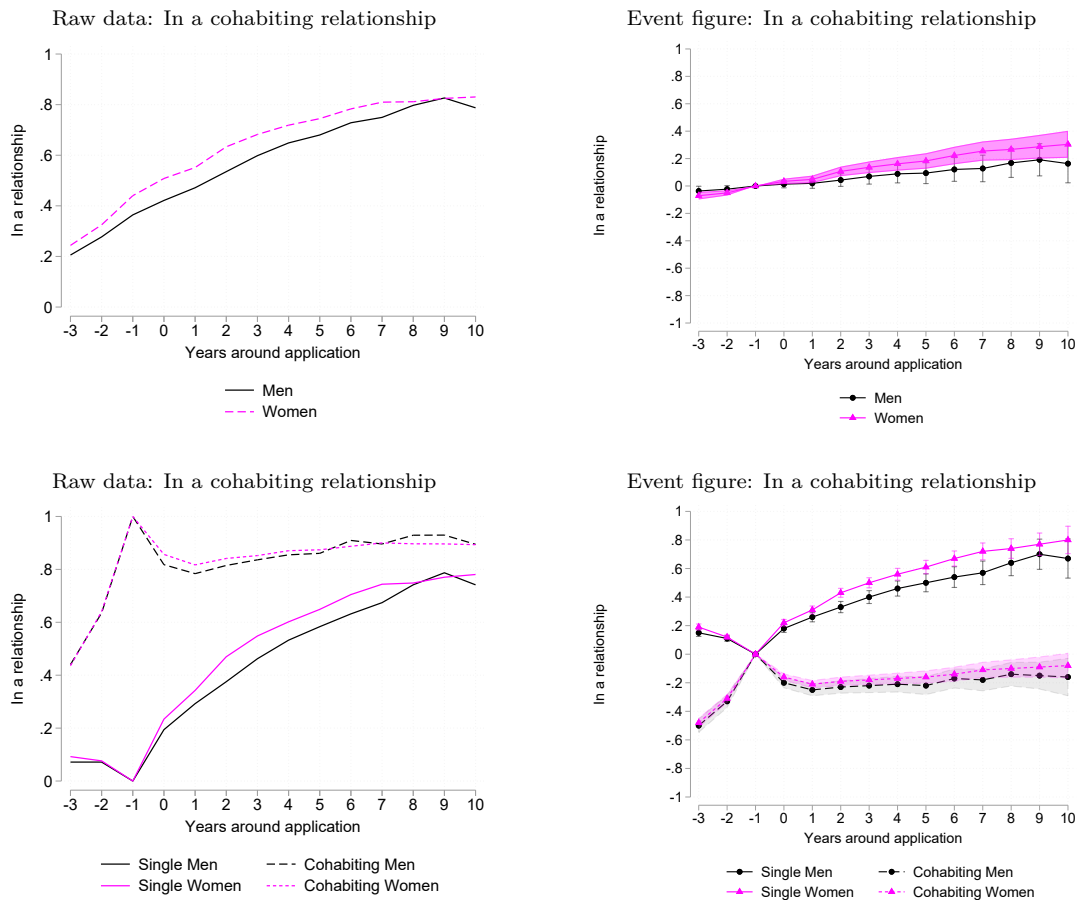 Raw data: In a cohabiting relationship
In a relationship
1
.8
.6
.4
.2
0
-3 -2 -1 0 1 2 3 4 5 6 7 8 9 10
Years around application
Men
Women
Event figure: In a cohabiting relationship
In a relationship
1
.8
.6
.4
.2
0
-.2
-.4
-.6
-.8
-1
-3 -2 -1 0 1 2 3 4 5 6 7 8 9 10
Years around application
Men
Women
Raw data: In a cohabiting relationship
In a relationship
1
.8
.6
.4
.2
0
-3 -2 -1 0 1 2 3 4 5 6 7 8 9 10
Years around application
Single Men Cohabiting Men
Single Women Cohabiting Women
Event figure: In a cohabiting relationship
In a relationship
1
.8
.6
.4
.2
0
-.2
-.4
-.6
-.8
-1
-3 -2 -1 0 1 2 3 4 5 6 7 8 9 10
Years around application
Single Men Cohabiting Men
Single Women Cohabiting Women